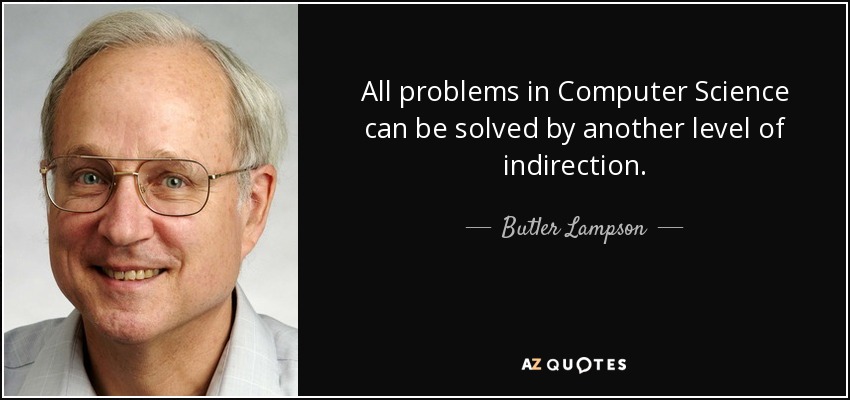 All problems in Computer Science
can be solved by another level of
indirection.
— Butler Lampson —
AZ QUOTES